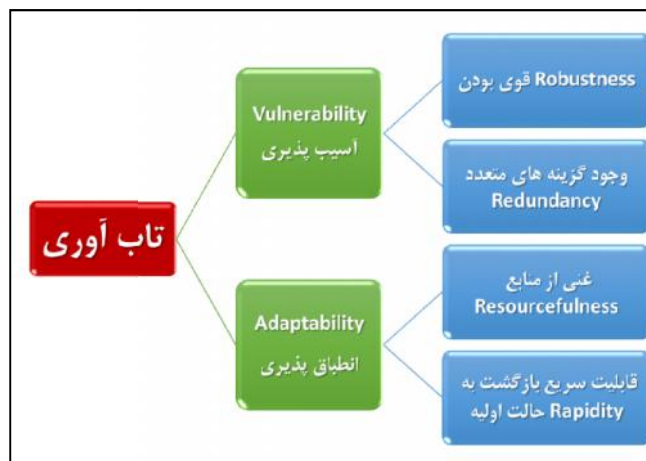 تاب آوری
Vulnerability
آسیب پذیری
Adaptability
انطباق پذیری
قوی بودن Robustness
وجود گزینه های متعدد
Redundancy
غنی از منابع
Resourcefulness
قابلیت سریع بازگشت به
حالت اولیه Rapidity